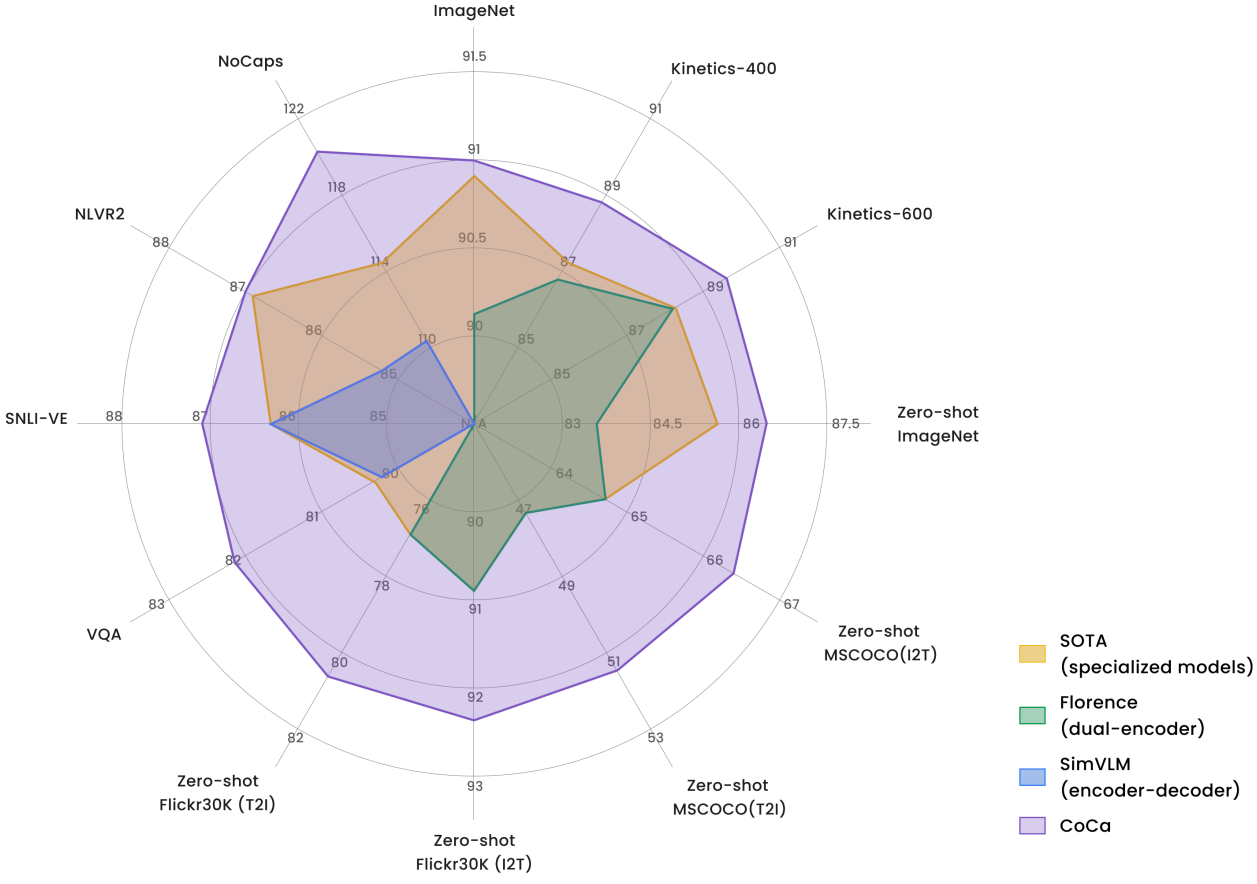 ImageNet
NoCaps
Kinetics-400
91.5
122
91
91
118
89
NLVR2
Kinetics-600
88
90.5
91
114
87
87
89
86
90
87
110
85
85
85
SNLI-VE
88
87
86
85
N/A
83
84.5
86
87.5
Zero-shot
ImageNet
80
64
76
47
81
90
65
82
78
49
66
83
91
67
VQA
Zero-shot
MSCOCO(I2T)
80
51
92
82
53
93
Zero-shot
Flickr30K (T2I)
Zero-shot
MSCOCO(T2I)
Zero-shot
Flickr30K (I2T)
SOTA
(specialized models)
Florence
(dual-encoder)
SimVLM
(encoder-decoder)
CoCa